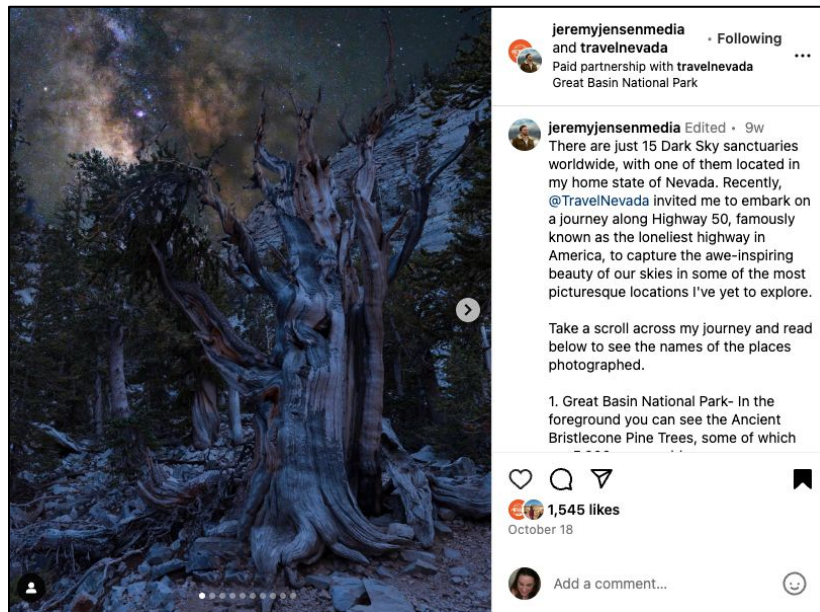 jeremyjensenmedia
and travelnevada
• Following
Paid partnership with travelnevada
Great Basin National Park
jeremyjensenmedia Edited • 9w
There are just 15 Dark Sky sanctuaries
worldwide, with one of them located in
my home state of Nevada. Recently,
@TravelNevada invited me to embark on
a journey along Highway 50, famously
known as the loneliest highway in
America, to capture the awe-inspiring
beauty of our skies in some of the most
picturesque locations I've yet to explore.
Take a scroll across my journey and read
below to see the names of the places
photographed.
1. Great Basin National Park- In the
foreground you can see the Ancient
Bristlecone Pine Trees, some of which
1,545 likes
October 18
Add a comment...